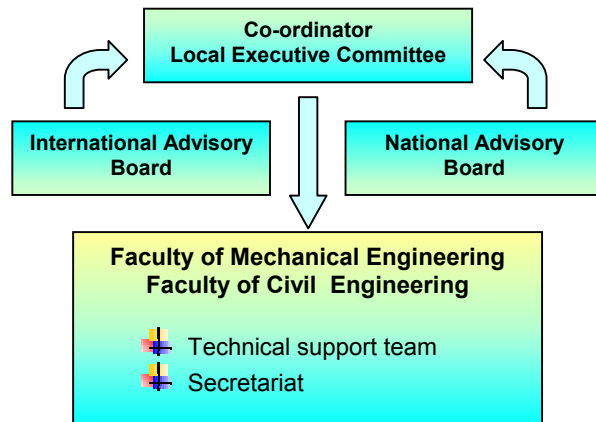 Co-ordinator
Local Executive Committee
International Advisory
Board
National Advisory
Board
Faculty of Mechanical Engineering
Faculty of Civil  Engineering
Technical support team
Secretariat